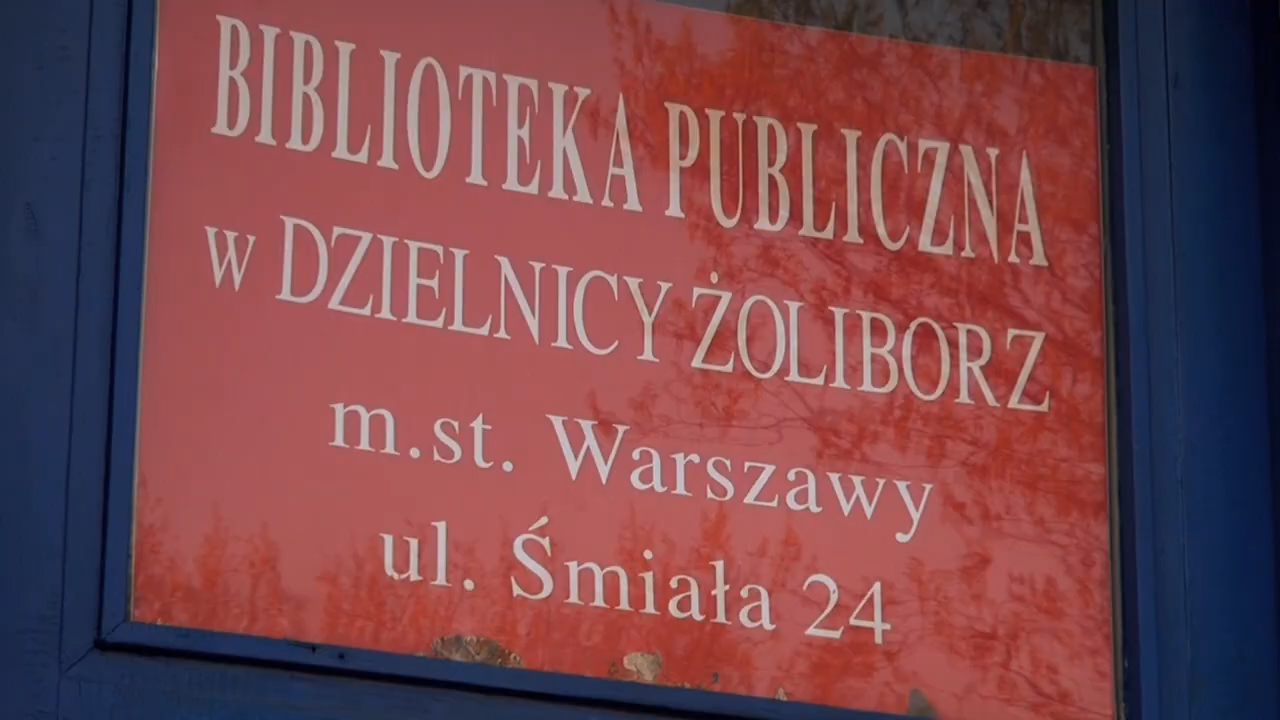 BIBLIOTEKA PUBLICZNA
w DZIELNICY ŻOLIBORZ
m.st. Warszawy
ul. Śmiała 24